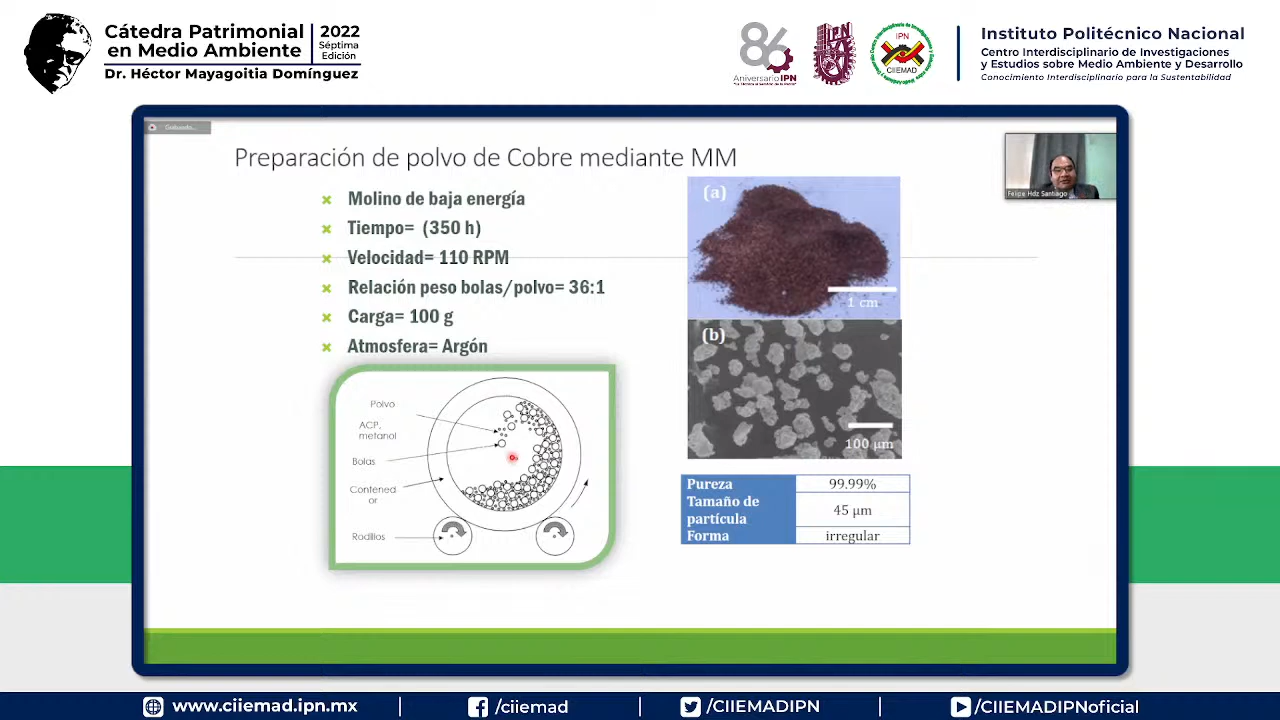 Cátedra Patrimonial
en Medio Ambiente
2022
Séptima
Edición
Dr. Héctor Mayagoitia Domínguez
86
Aniversario IPN
IPN
IPN
CIIEMAD
Instituto Politécnico Nacional
Centro Interdisciplinario de Investigaciones
y Estudios sobre Medio Ambiente y Desarrollo
Conocimiento Interdisciplinario para la Sustentabilidad
Preparación de polvo de Cobre mediante MM
Felipe Hdz Santiago
Molino de baja energía
Tiempo= (350 h)
Velocidad= 110 RPM
Relación peso bolas/polvo= 36:1
Carga= 100 g
Atmosfera= Argón
Polvo
ACP,
metanol
Bolas
Contened
or
Rodillos
(a)
1 cm
(b)
100 µm
Pureza 99.99%
Tamaño de
partícula 45 µm
Forma irregular
www.ciiemad.ipn.mx
/ciiemad
/CIIEMADIPN
/CIIEMADIPNoficial